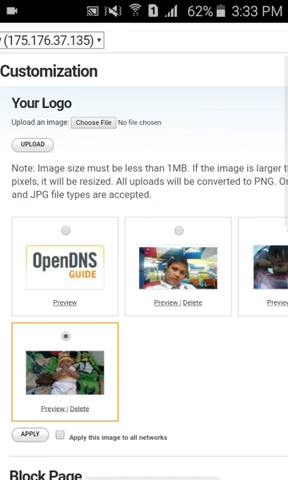 1 62% 3:33 PM
(175.176.37.135)
Customization
Your Logo
Upload an image: Choose File No file chosen
UPLOAD
Note: Image size must be less than 1MB. If the image is larger
pixels, it will be resized. All uploads will be converted to PNG.
and JPG file types are accepted.
OpenDNS
GUIDE
Preview
Preview | Delete
Preview
Preview | Delete
APPLY Apply this image to all networks
Block Page